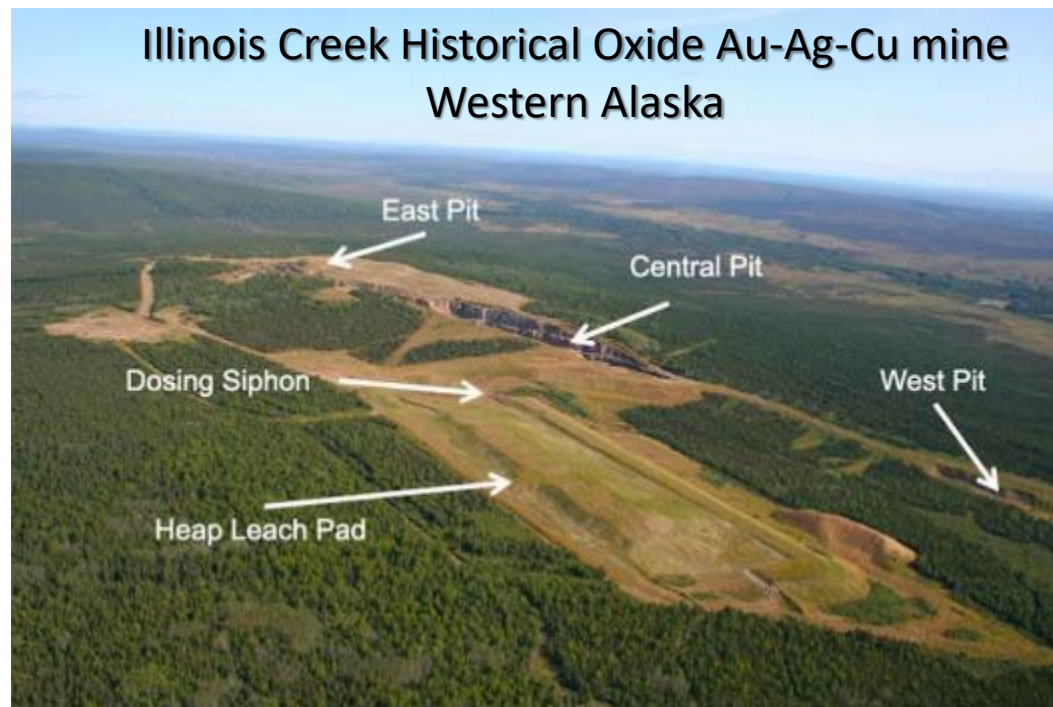 Illinois Creek Historical Oxide Au-Ag-Cu mine
Western Alaska
East Pit
Central Pit
Dosing Siphon
West Pit
Heap Leach Pad